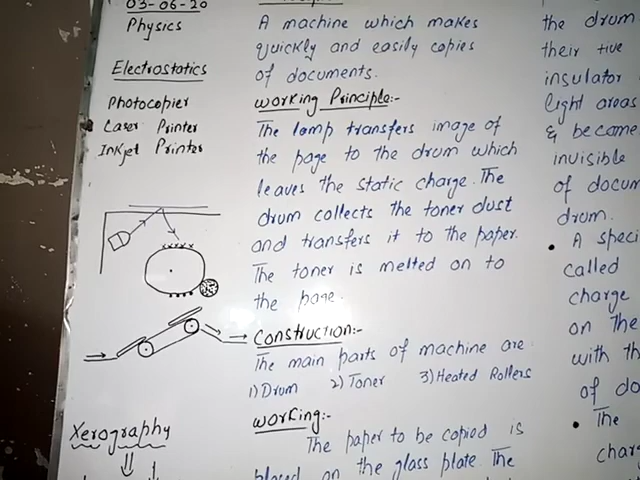 03-06-20
Physics
Electrostatics
Photocopier
Laser Printer
Inkjet Printer
Xerography
A machine which makes
quickly and easily copies
of documents.
Working Principle:-
The lamp transfers image of
the page to the drum which
leaves the static charge. The
drum collects the toner dust
and transfers it to the paper.
The toner is melted on to
the page.
Construction:-
The main parts of machine are
1) Drum 2) Toner 3) Heated Rollers
Working:-
The paper to be copied is
placed on the glass plate. The
the drum
their +ive
insulator
light areas
& became
invisible
of docum
drum.
• A speci
called
charge
on the
with th
of do
• The
charg